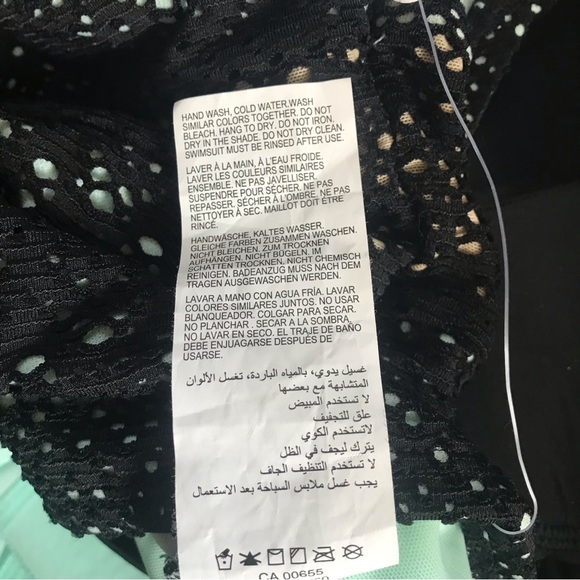 HAND WASH, COLD WATER,WASH
SIMILAR COLORS TOGETHER. DO NOT
BLEACH. HANG TO DRY. DO NOT IRON.
DRY IN THE SHADE. DO NOT DRY CLEAN.
SWIMSUIT MUST BE RINSED AFTER USE.
LAVER À LA MAIN, À L'EAU FROIDE.
LAVER LES COULEURS SIMILAIRES
ENSEMBLE. NE PAS JAVELLISER.
SUSPENDRE POUR SÉCHER. NE PAS
REPASSER. SÉCHER À L'OMBRE. NE PAS
NETTOYER À SEC. MAILLOT DOIT ÊTRE
RINCÉ.
HANDWÄSCHE, KALTES WASSER.
GLEICHE FARBEN ZUSAMMEN WASCHEN.
NICHT BLEICHEN. ZUM TROCKNEN
AUFHÄNGEN. NICHT BÜGELN. IM
SCHATTEN TROCKNEN. NICHT CHEMISCH
REINIGEN. BADEANZUG MUSS NACH DEM
TRAGEN AUSGEWASCHEN WERDEN.
LAVAR A MANO CON AGUA FRÍA. LAVAR
COLORES SIMILARES JUNTOS. NO USAR
BLANQUEADOR. COLGAR PARA SECAR.
NO PLANCHAR . SECAR A LA SOMBRA.
NO LAVAR EN SECO. EL TRAJE DE BAÑO
DEBE ENJUAGARSE DESPUÉS DE
USARSE.
غسيل يدوي، بالمياه الباردة، تغسل الألوان
المتشابهة مع بعضها
لا تستخدم المبيض
علق للتجفيف
لاتستخدم الكوي
يترك ليجف في الظل
لا تستخدم التنظيف الجاف
يجب غسل ملابس السباحة بعد الاستعمال
CA 00655